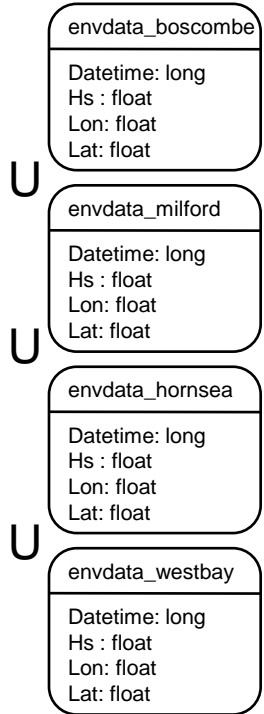 envdata_boscombe
Datetime: long
Hs : float
Lon: float
Lat: float
U
envdata_milford
Datetime: long
Hs : float
Lon: float
Lat: float
U
envdata_hornsea
Datetime: long
Hs : float
Lon: float
Lat: float
U
envdata_westbay
Datetime: long
Hs : float
Lon: float
Lat: float